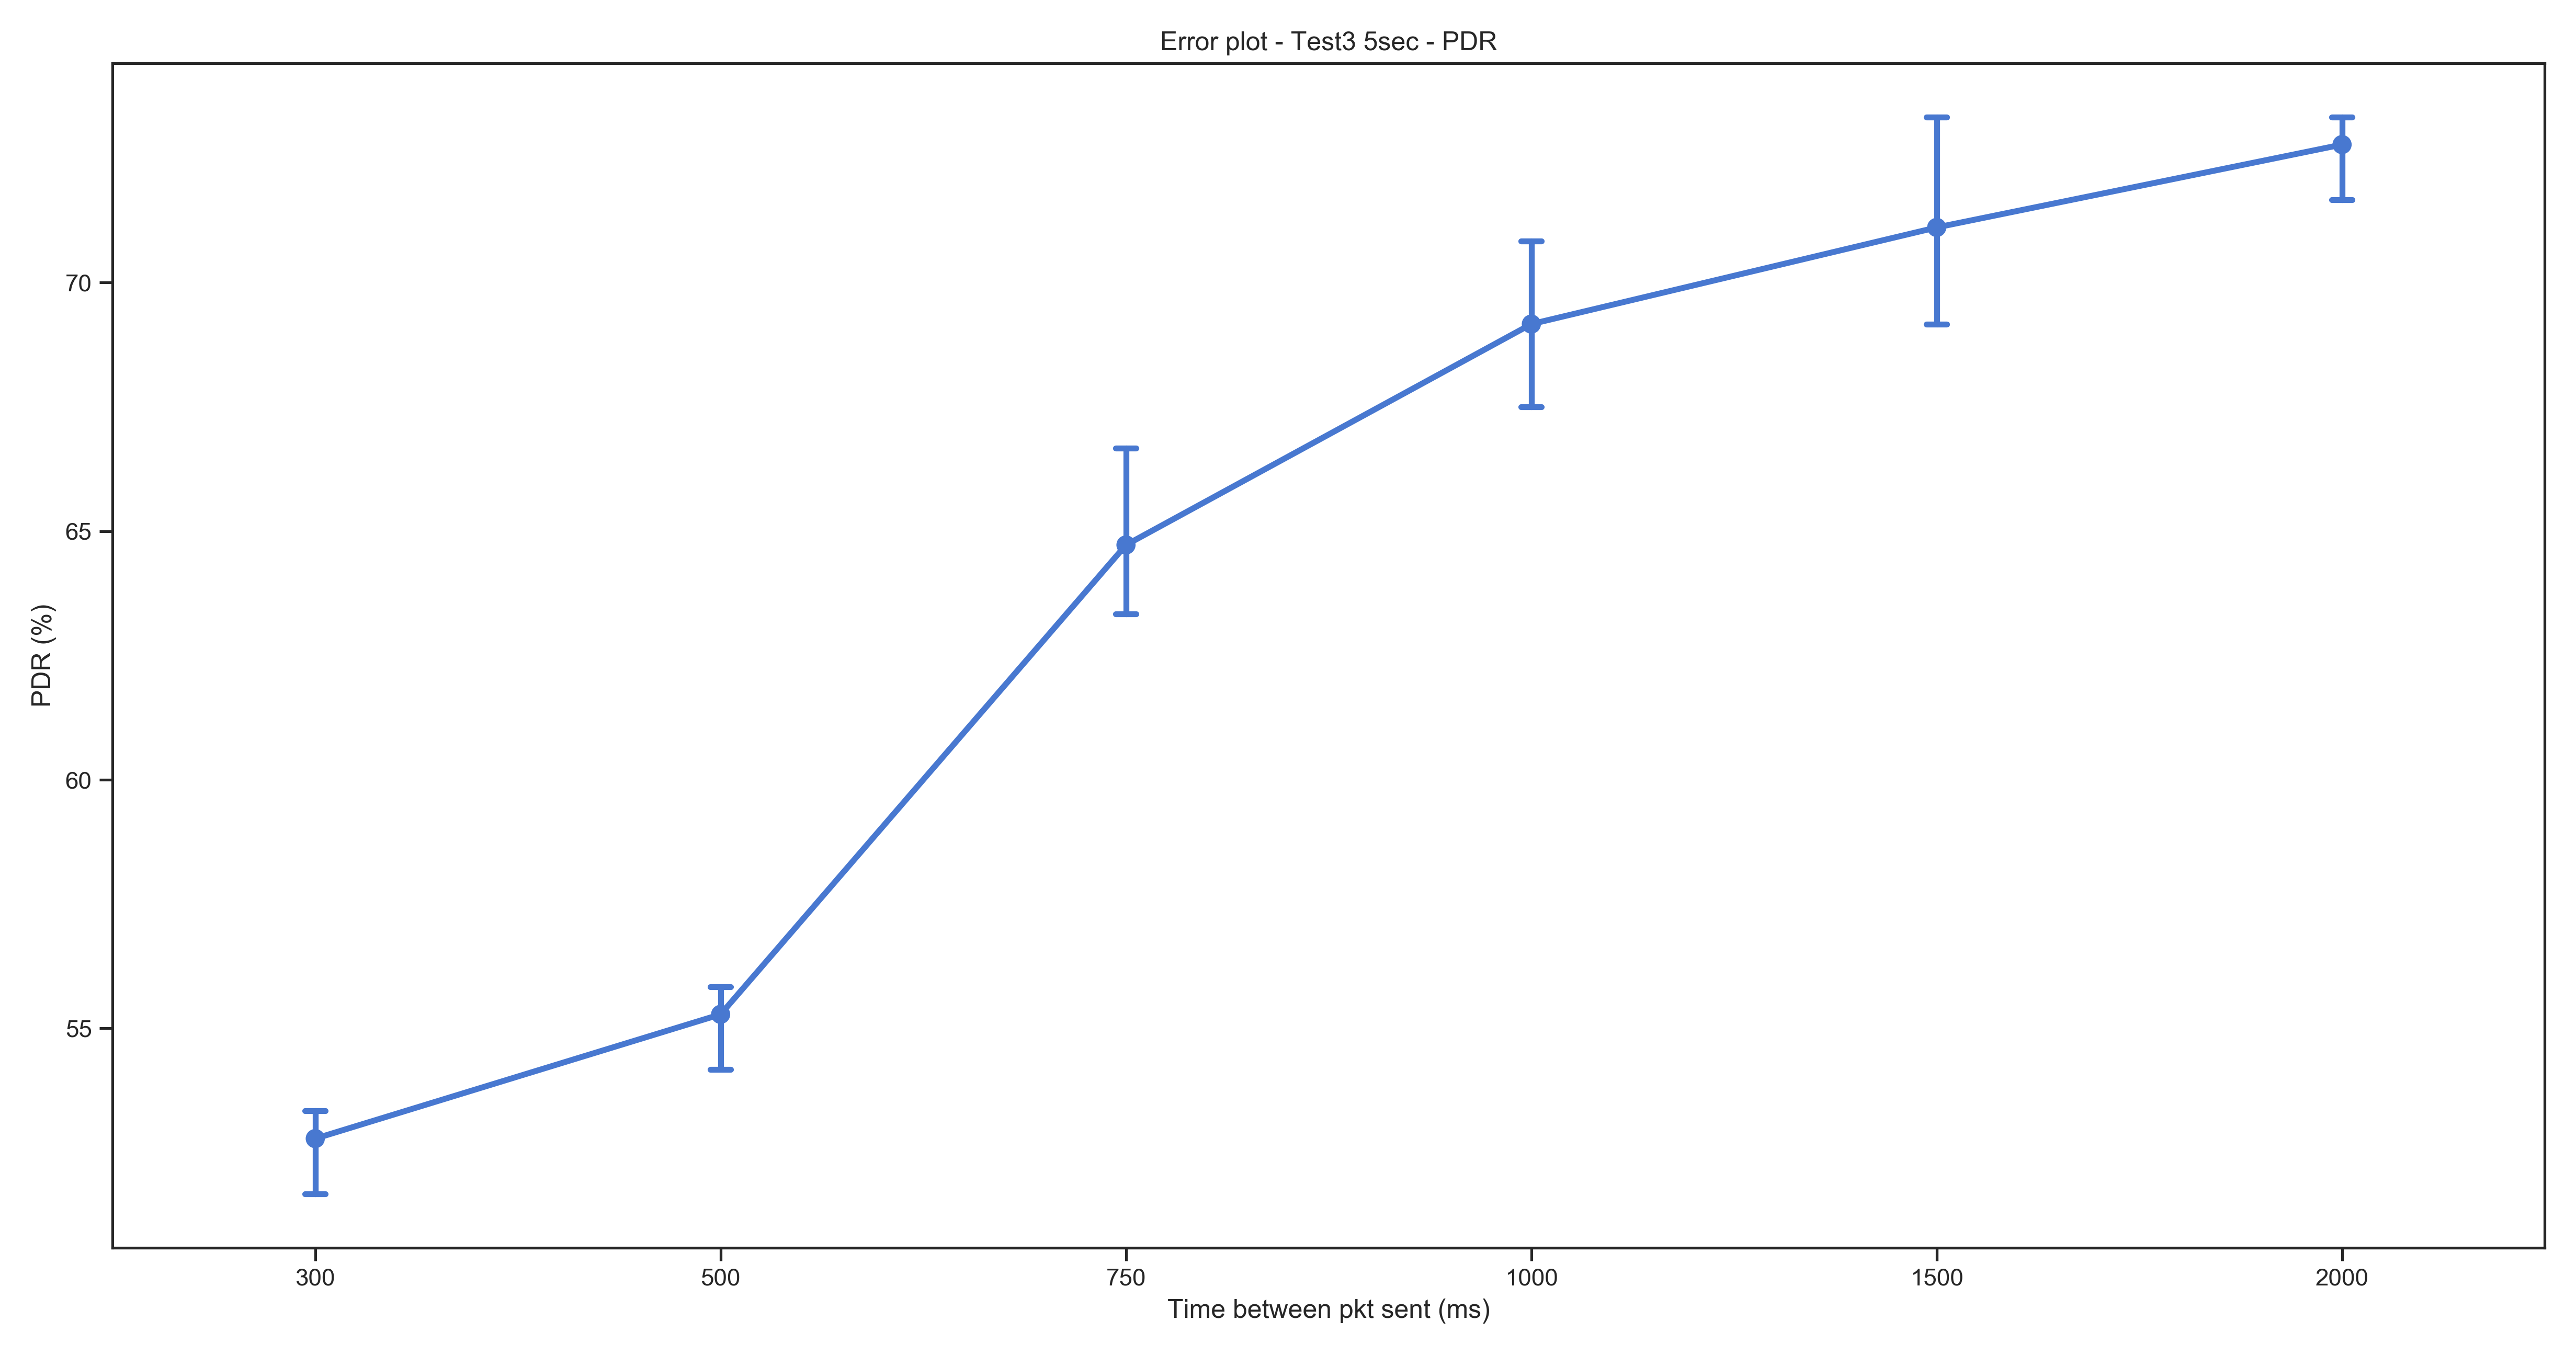 Error plot - Test3 5sec - PDR
70
65
60
55
PDR (%)
300 500 750 1000 1500 2000
Time between pkt sent (ms)